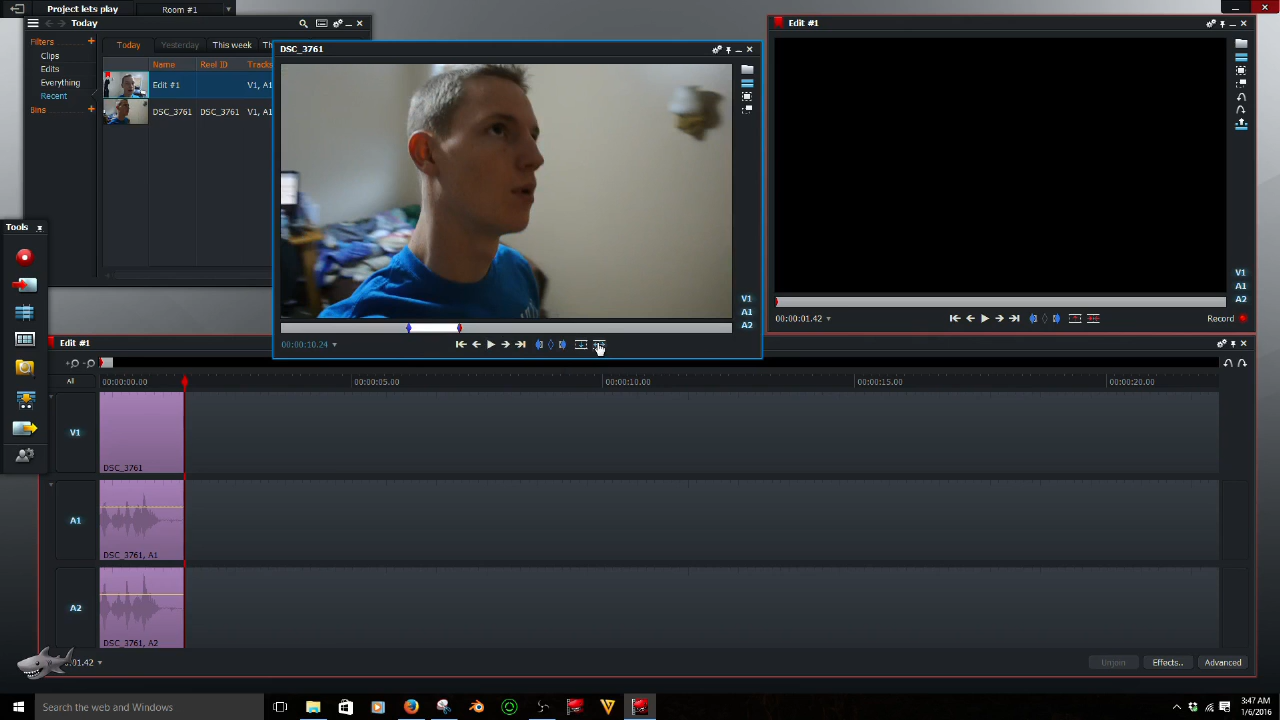 Project lets play
Room #1
Today
Filters
Clips
Edits
Everything
Recent
Bins
Today
Yesterday
This week
Name
Reel ID
Tracks
Edit #1
V1, A1
DSC_3761
DSC_3761
V1, A1
DSC_3761
V1
A1
A2
00:00:10.24
Edit #1
V1
A1
A2
00:00:01.42
Record
Tools
Edit #1
All
00:00:00.00
00:00:05.00
00:00:10.00
00:00:15.00
00:00:20.00
V1
DSC_3761
A1
DSC_3761, A1
A2
DSC_3761, A2
Unjoin
Effects..
Advanced
Search the web and Windows
3:47 AM
1/6/2016